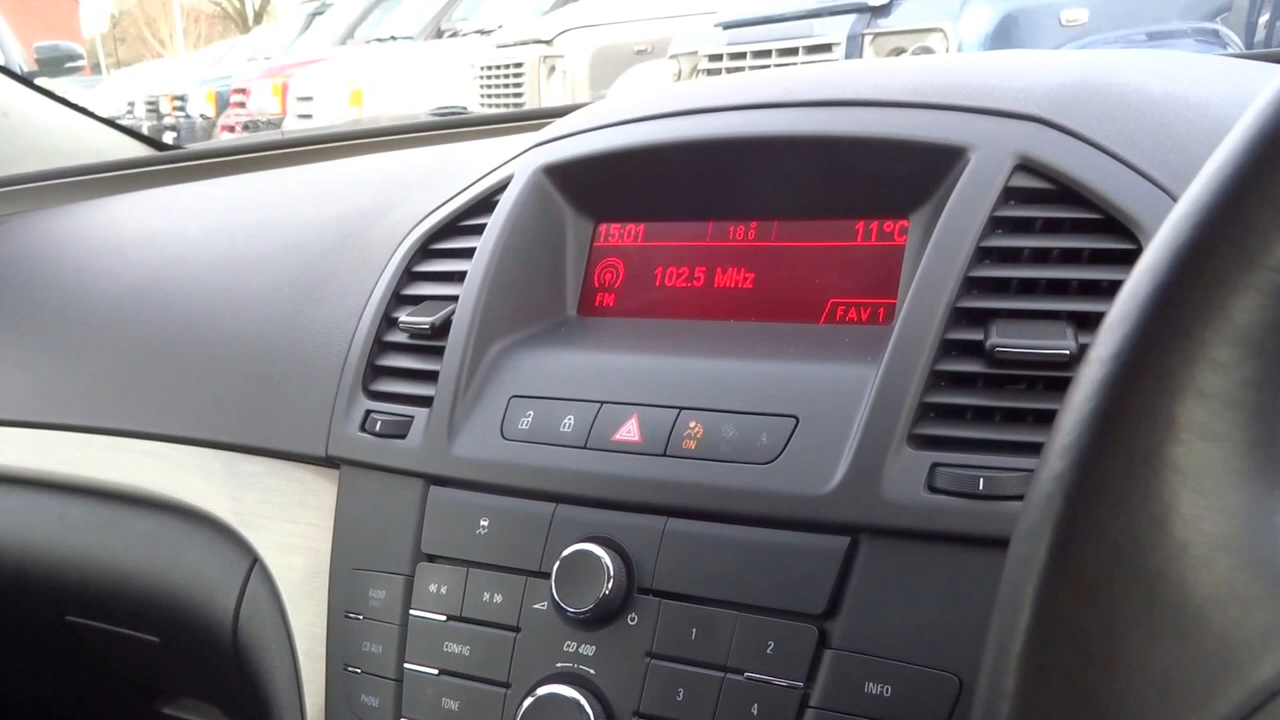 15:01 18° 11°C
102.5 MHz
FM
FAV 1
2
ON
RADIO
CD 400
CONFIG
CD AUX
PHONE
TONE
1
2
3
4
INFO